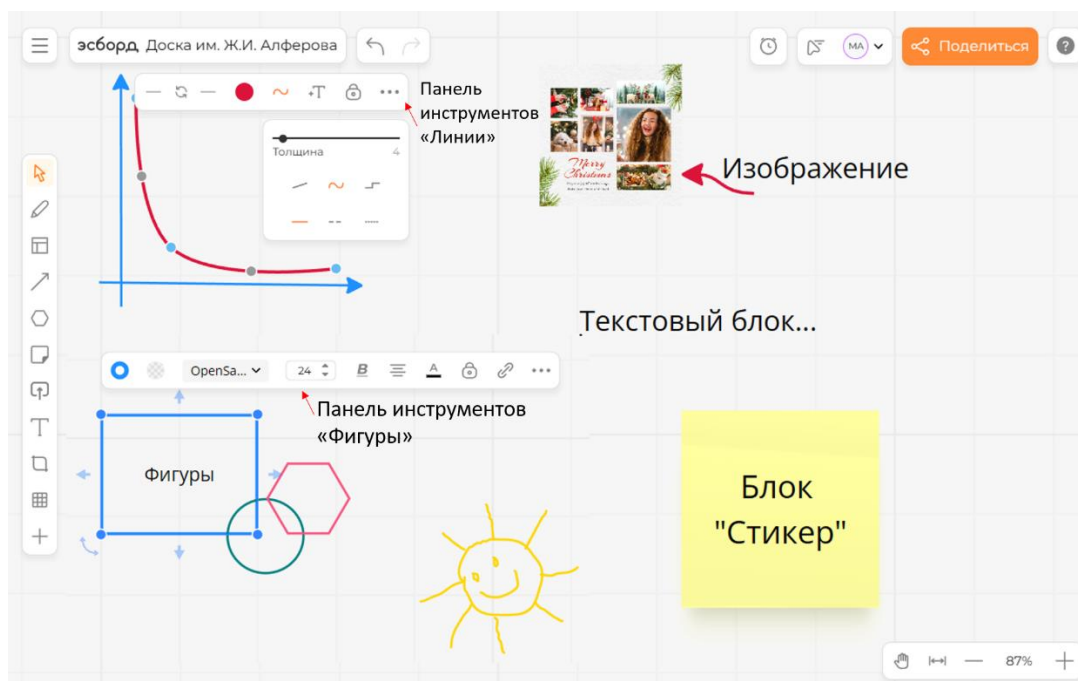 эсборд Доска им. Ж.И. Алферова
МА
Поделиться
?
Т
Панель
инструментов
«Линии»
Толщина 4
Merry
Christmas
Изображение
Текстовый блок...
OpenSa... 24 B A
Панель инструментов
«Фигуры»
Фигуры
Т
Блок
"Стикер"
87%